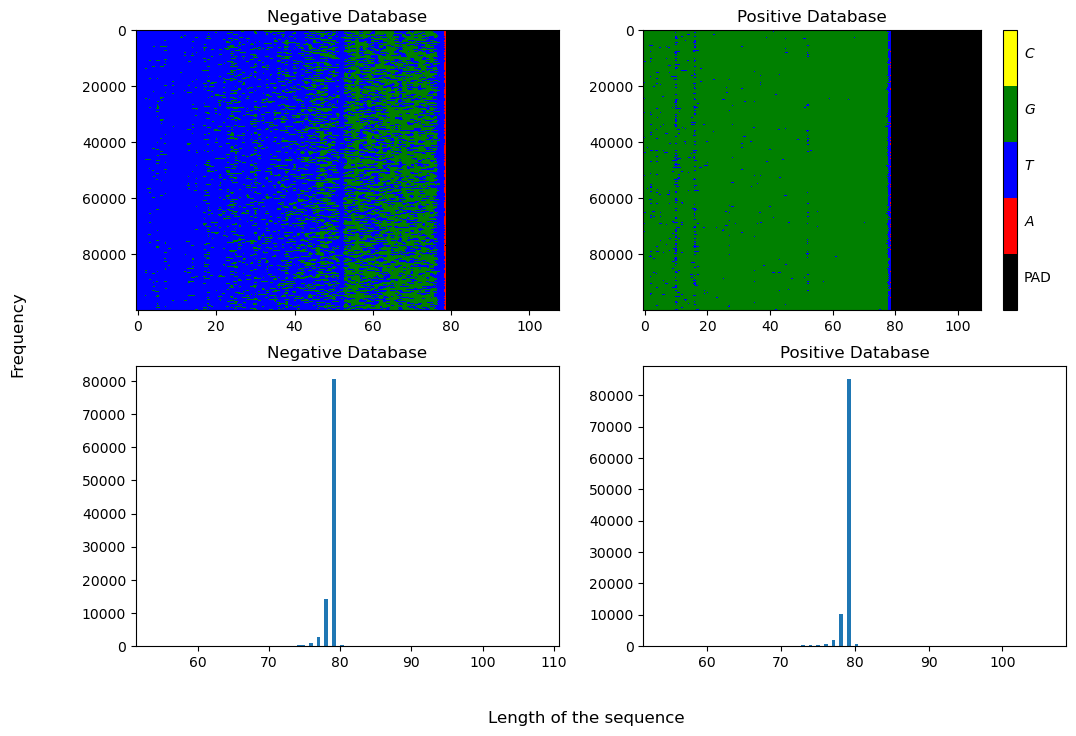 Negative Database
Positive Database
0
20000
40000
60000
80000
0 20 40 60 80 100
0
20000
40000
60000
80000
0 20 40 60 80 100
C
G
T
A
PAD
Frequency
Negative Database
Positive Database
80000
70000
60000
50000
40000
30000
20000
10000
0
60 70 80 90 100 110
80000
70000
60000
50000
40000
30000
20000
10000
0
60 70 80 90 100
Length of the sequence